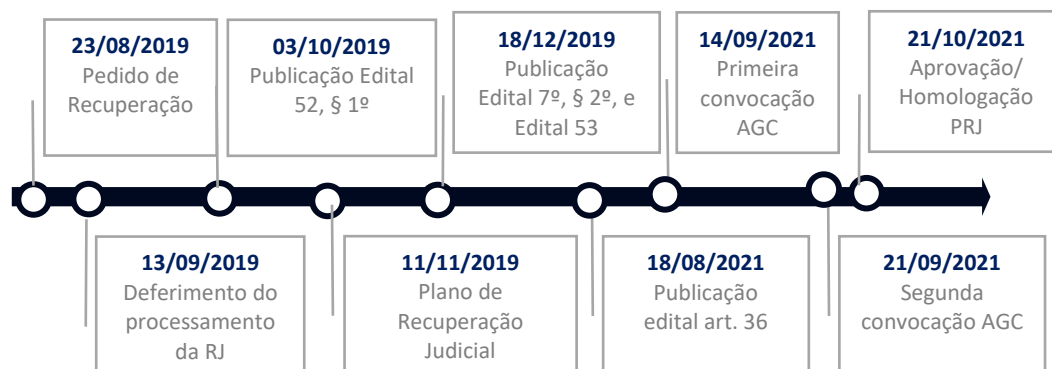 23/08/2019
Pedido de
Recuperação
03/10/2019
Publicação Edital
52, § 1º
18/12/2019
Publicação
Edital 7º, § 2º, e
Edital 53
14/09/2021
Primeira
convocação
AGC
21/10/2021
Aprovação/
Homologação
PRJ
13/09/2019
Deferimento do
processamento
da RJ
11/11/2019
Plano de
Recuperação
Judicial
18/08/2021
Publicação
edital art. 36
21/09/2021
Segunda
convocação AGC